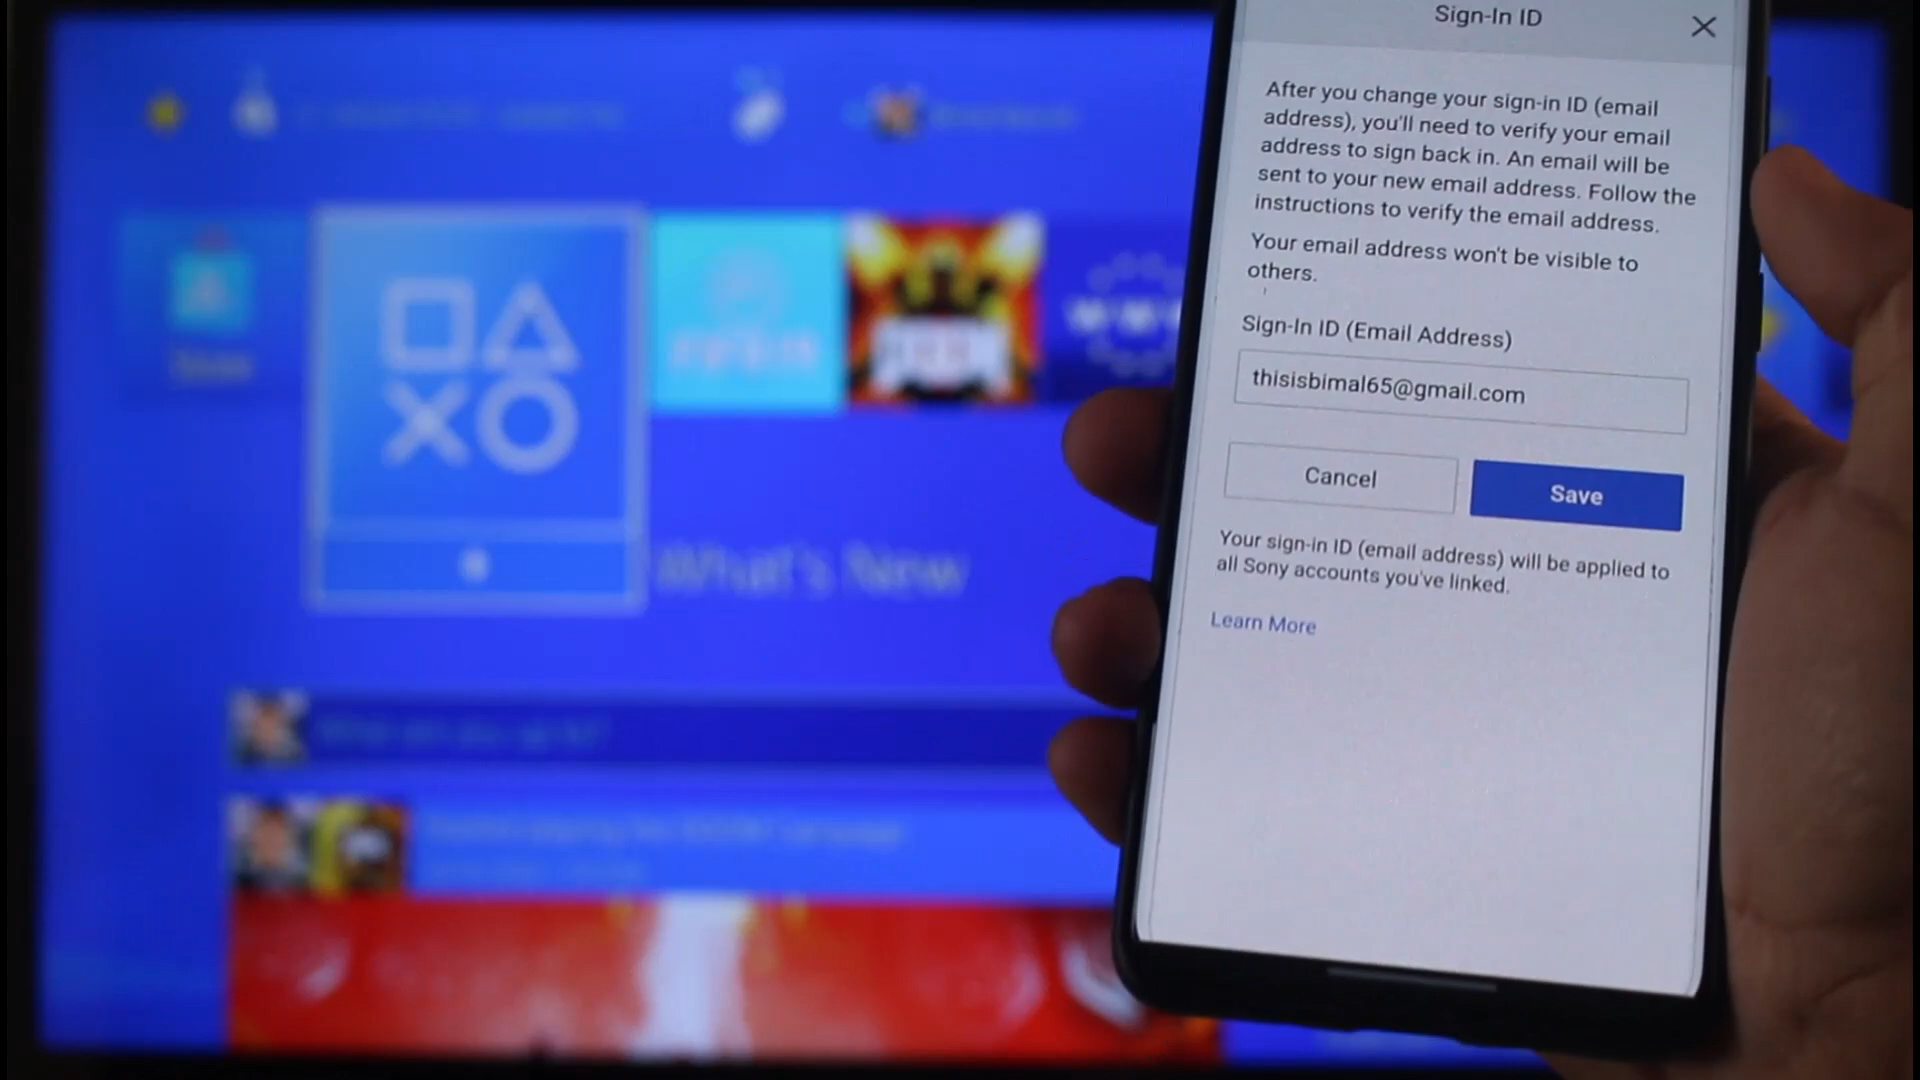 Sign-In ID
After you change your sign-in ID (email
address), you'll need to verify your email
address to sign back in. An email will be
sent to your new email address. Follow the
instructions to verify the email address.
Your email address won't be visible to
others.
Sign-In ID (Email Address)
thisisbimal65@gmail.com
Cancel
Save
Your sign-in ID (email address) will be applied to
all Sony accounts you've linked.
Learn More
What's New